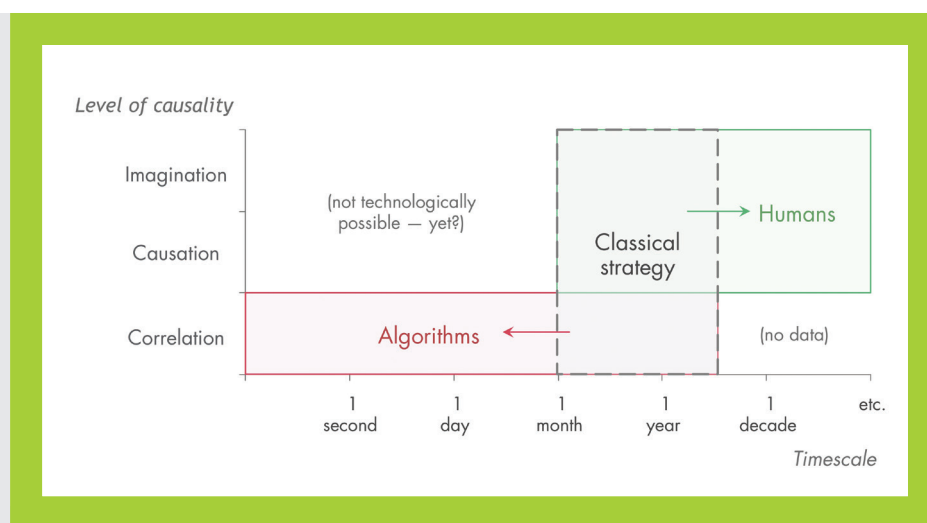 Level of causality
Imagination
(not technologically
possible — yet?)
Humans
Causation
Classical
strategy
Correlation
Algorithms
(no data)
1
second
1
day
1
month
1
year
1
decade
etc.
Timescale